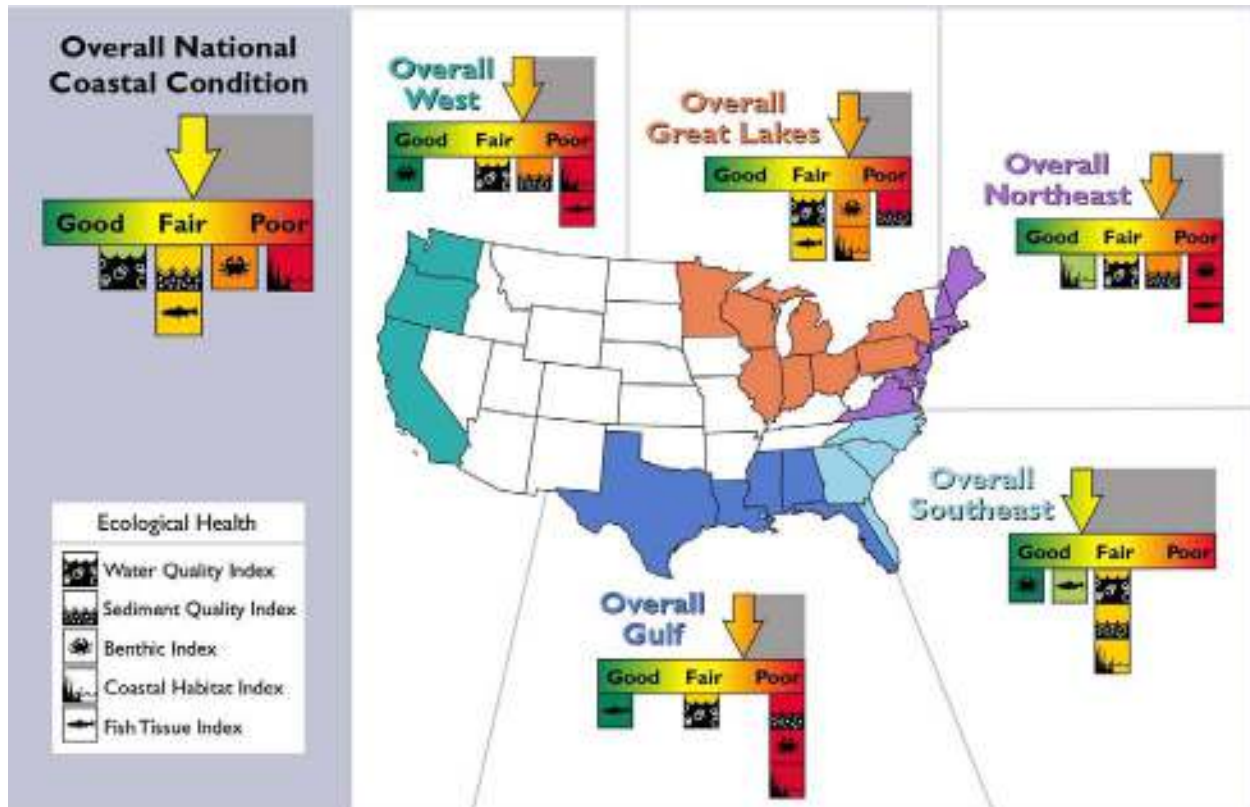 Overall National
Coastal Condition
Good Fair Poor
Ecological Health
Water Quality Index
Sediment Quality Index
Benthic Index
Coastal Habitat Index
Fish Tissue Index
Overall
West
Good Fair Poor
Overall
Great Lakes
Good Fair Poor
Overall
Northeast
Good Fair Poor
Overall
Southeast
Good Fair Poor
Overall
Gulf
Good Fair Poor